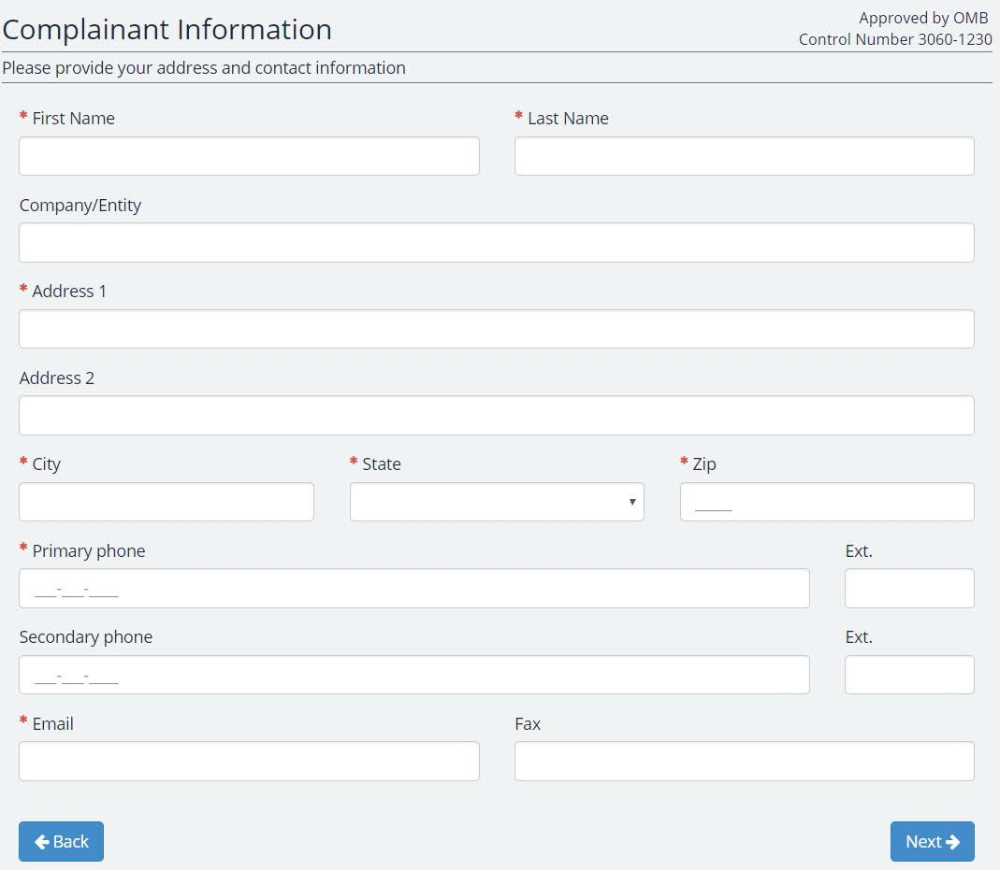 Complainant Information
Approved by OMB
Control Number 3060-1230
Please provide your address and contact information
* First Name
* Last Name
Company/Entity
* Address 1
Address 2
* City
* State
* Zip
_____
* Primary phone
Ext.
___-___-____
Secondary phone
Ext.
___-___-____
* Email
Fax
Back
Next